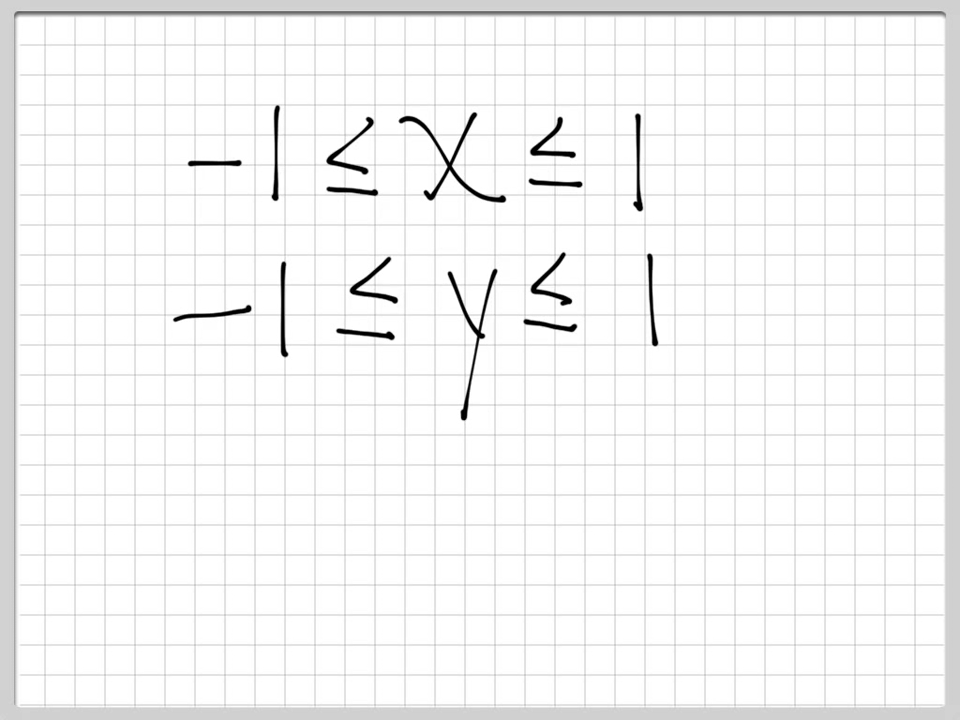 -1 ≤ x ≤ 1
-1 ≤ y ≤ 1